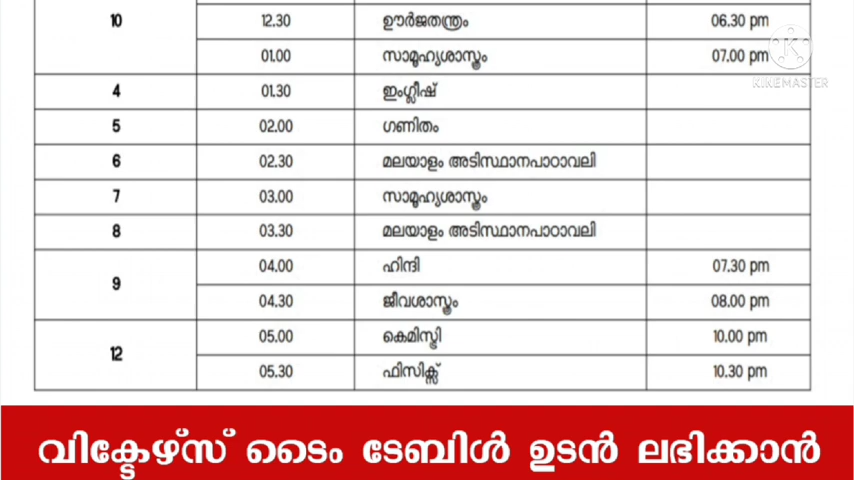 10 12.30 ഊർജതന്ത്രം 06.30 pm
01.00 സാമൂഹ്യശാസ്ത്രം 07.00 pm
KINEMASTER
4 01.30 ഇംഗ്ലീഷ്
5 02.00 ഗണിതം
6 02.30 മലയാളം അടിസ്ഥാനപാഠാവലി
7 03.00 സാമൂഹ്യശാസ്ത്രം
8 03.30 മലയാളം അടിസ്ഥാനപാഠാവലി
9 04.00 ഹിന്ദി 07.30 pm
04.30 ജീവശാസ്ത്രം 08.00 pm
12 05.00 കെമിസ്ട്രി 10.00 pm
05.30 ഫിസിക്സ് 10.30 pm
വിക്ടേഴ്സ് ടൈം ടേബിൾ ഉടൻ ലഭിക്കാൻ